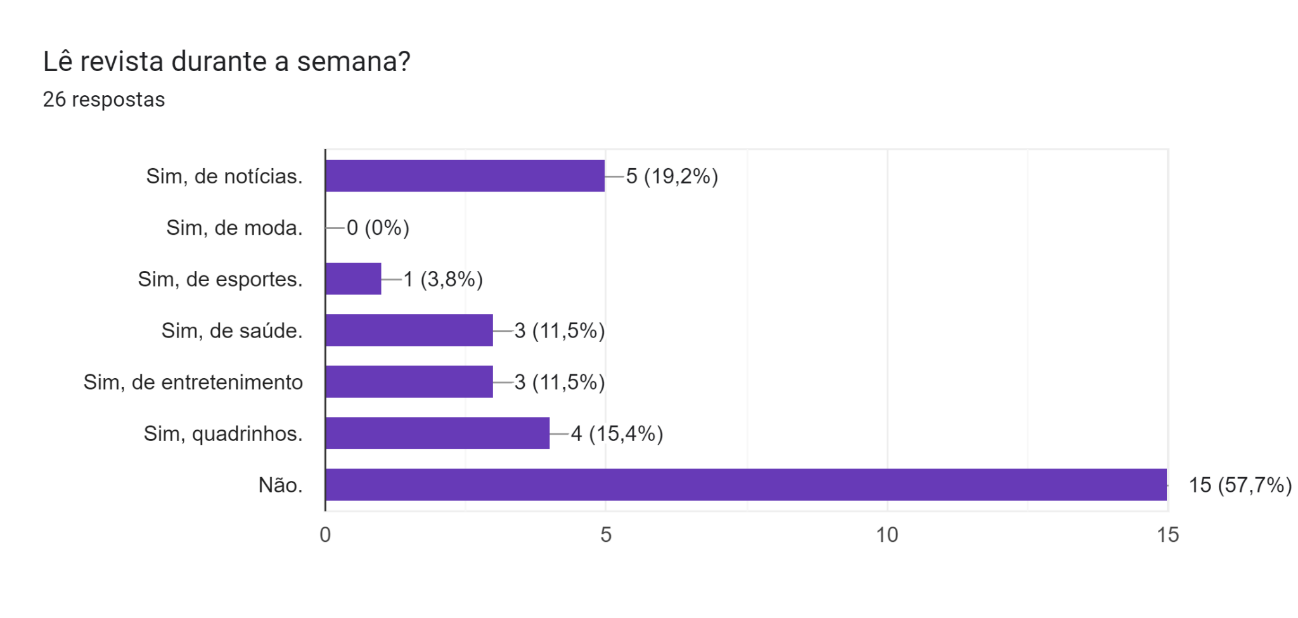 Lê revista durante a semana?
26 respostas
Sim, de notícias. 5 (19,2%)
Sim, de moda. 0 (0%)
Sim, de esportes. 1 (3,8%)
Sim, de saúde. 3 (11,5%)
Sim, de entretenimento 3 (11,5%)
Sim, quadrinhos. 4 (15,4%)
Não. 15 (57,7%)
0 5 10 15